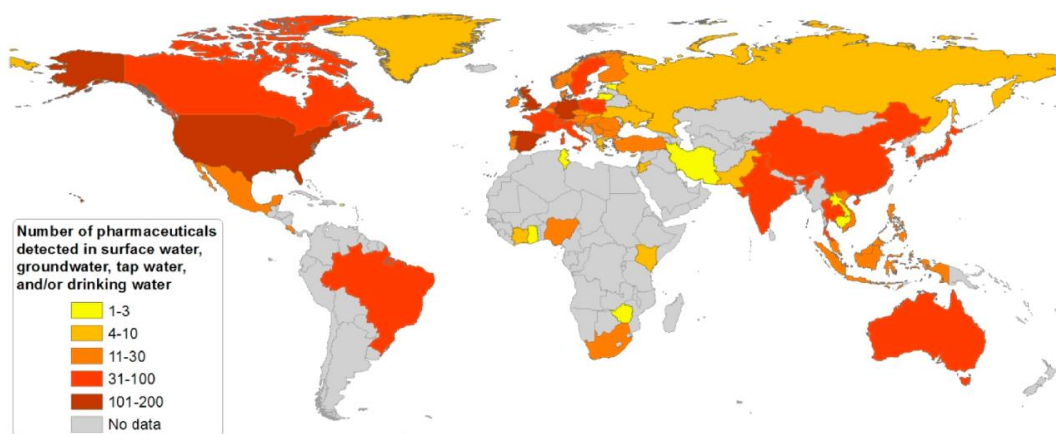 Number of pharmaceuticals
detected in surface water,
groundwater, tap water,
and/or drinking water
1-3
4-10
11-30
31-100
101-200
No data